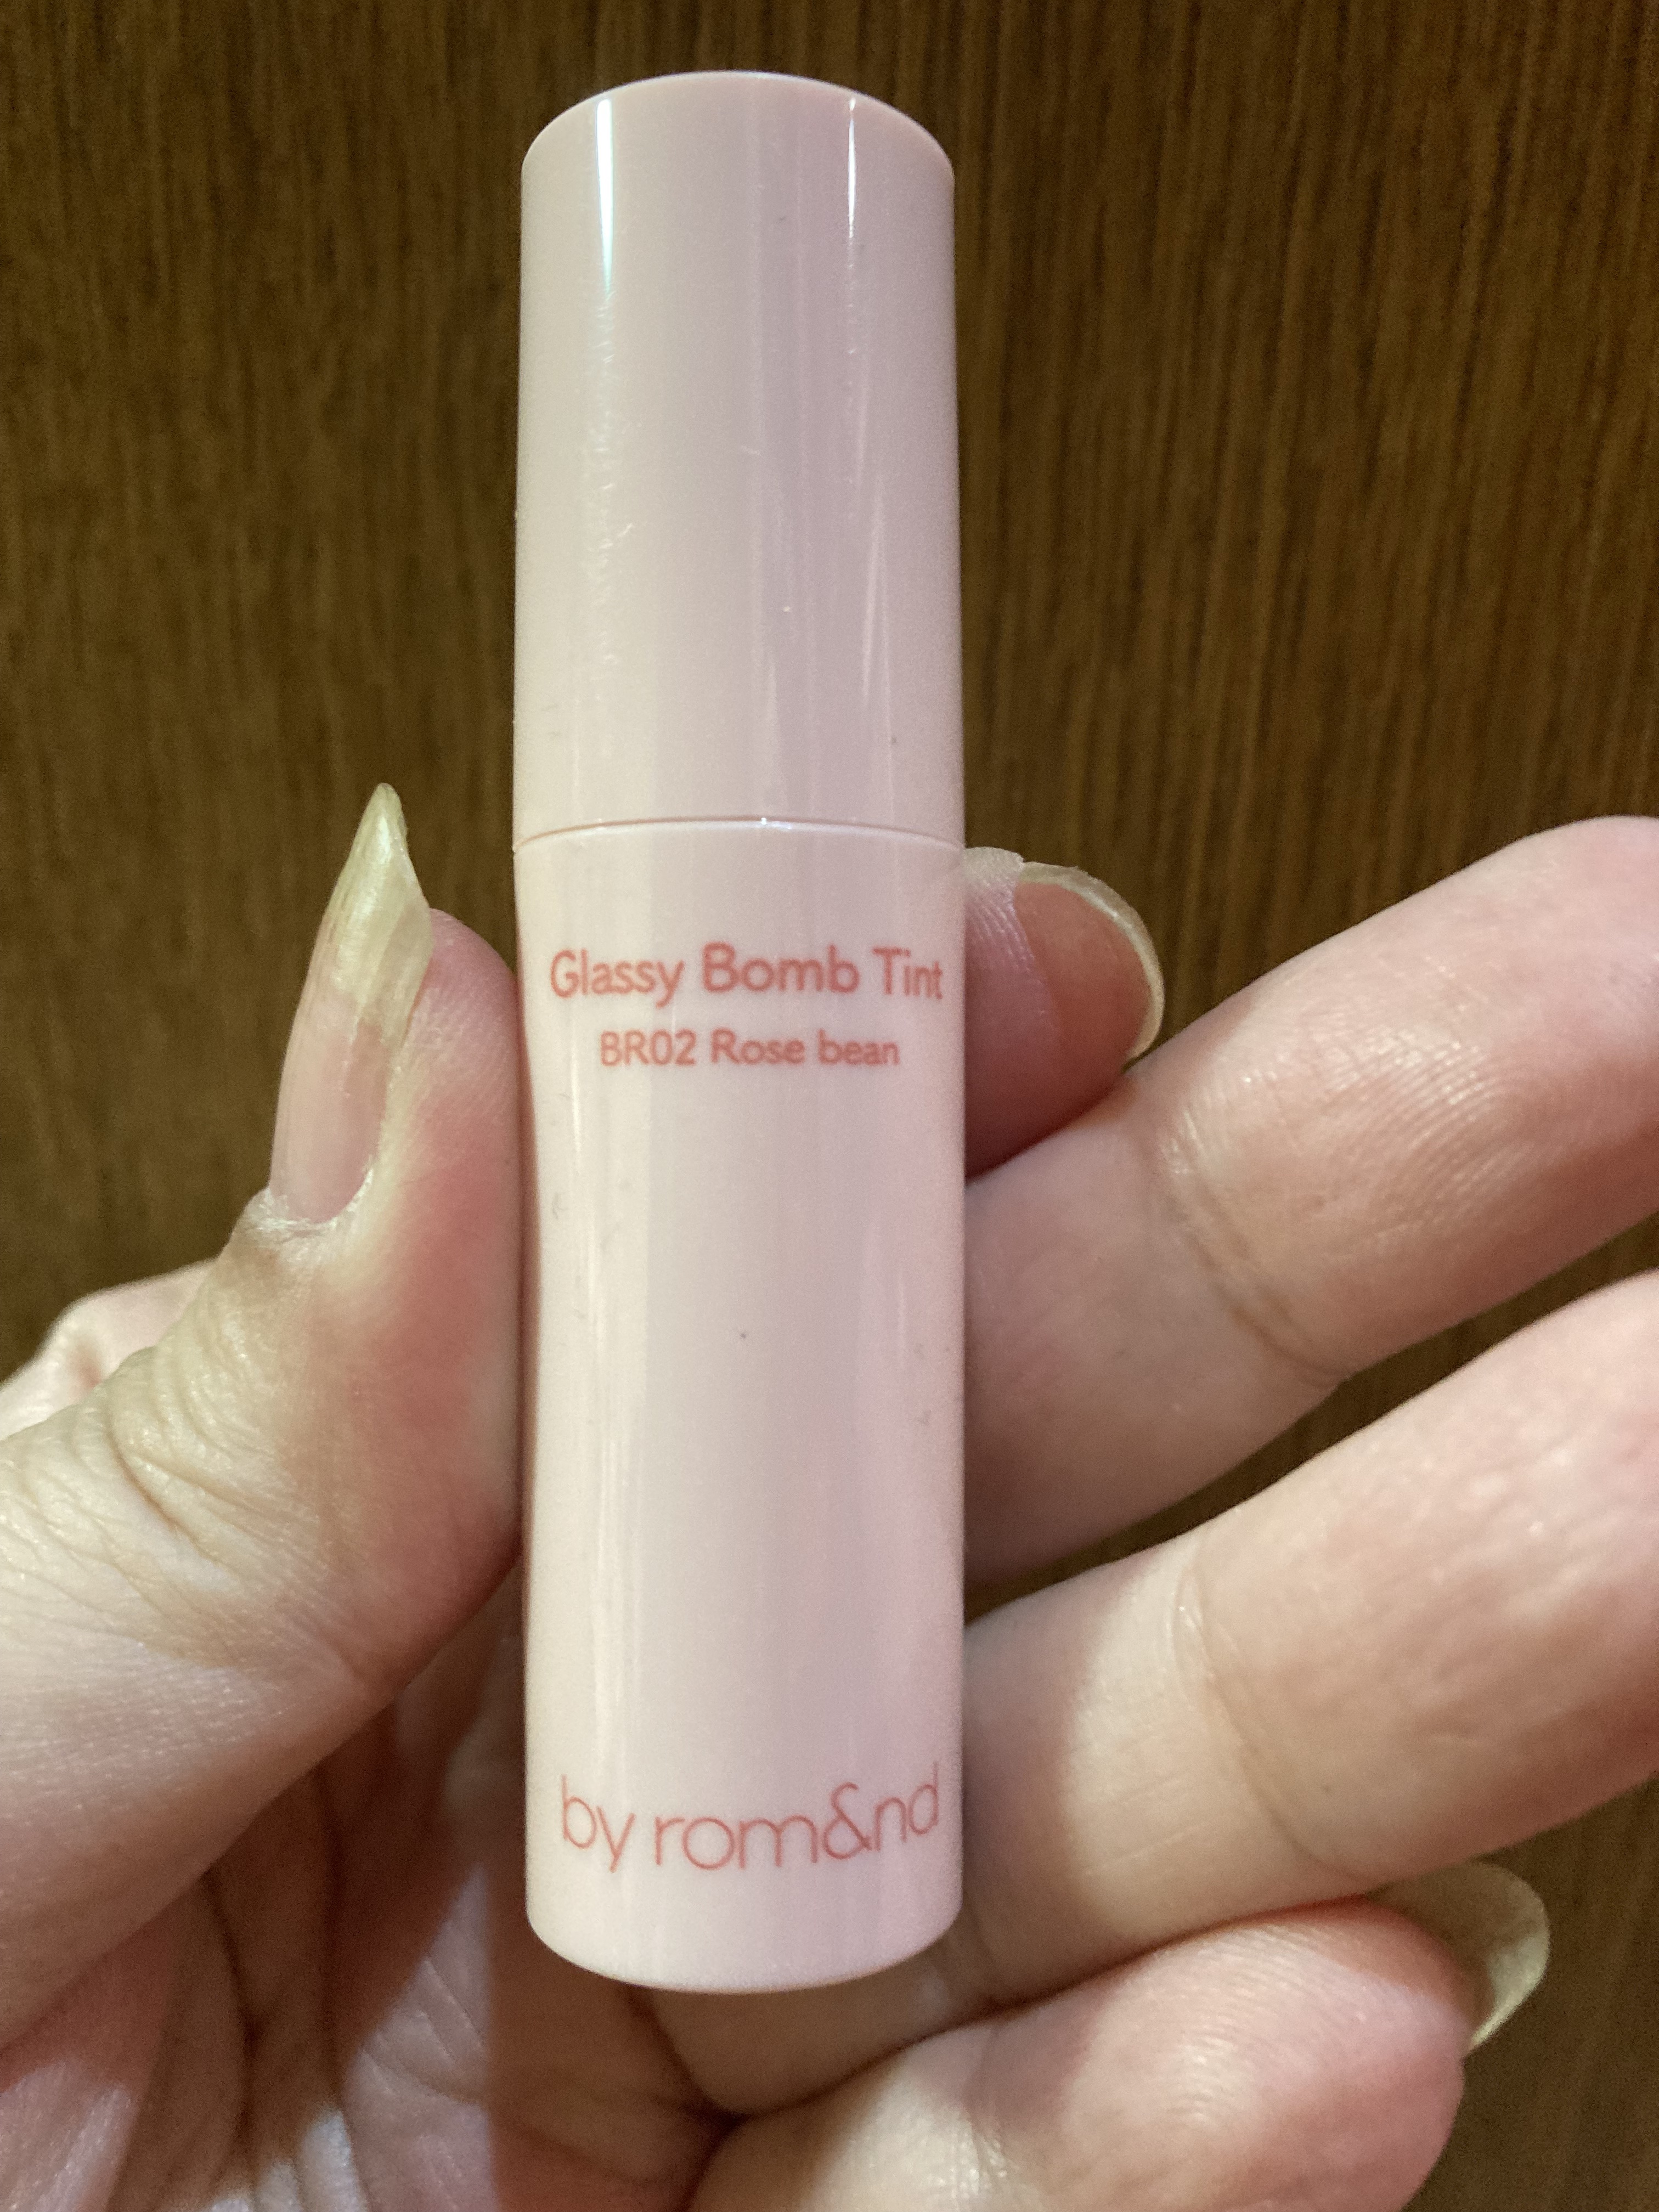 Glassy Bomb Tint
BR02 Rose bean
by rom&nd